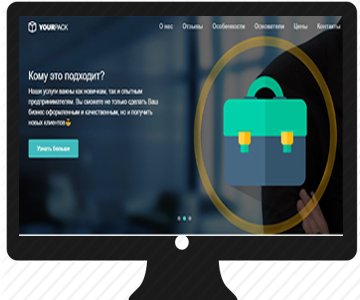 YOURPACK
О нас Отзывы Особенности Основатели Цены Контакты
Кому это подходит?
Наши услуги важны как новичкам, так и опытным
предпринимателям. Вы сможете не только сделать Ваш
бизнес оформленным и качественным, но и получить
новых клиентов
Узнать больше